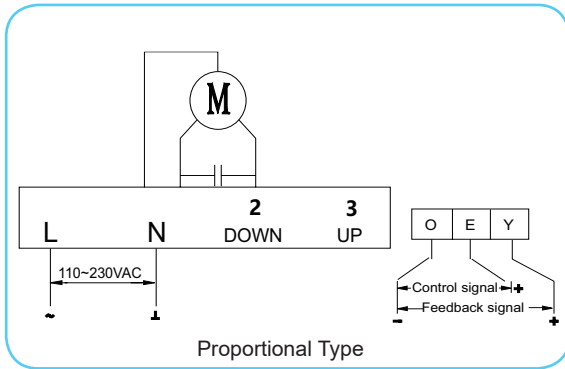 M
2 3
L N DOWN UP
O E Y
110~230VAC
Control signal +
Feedback signal
~ ⊥ - +
Proportional Type